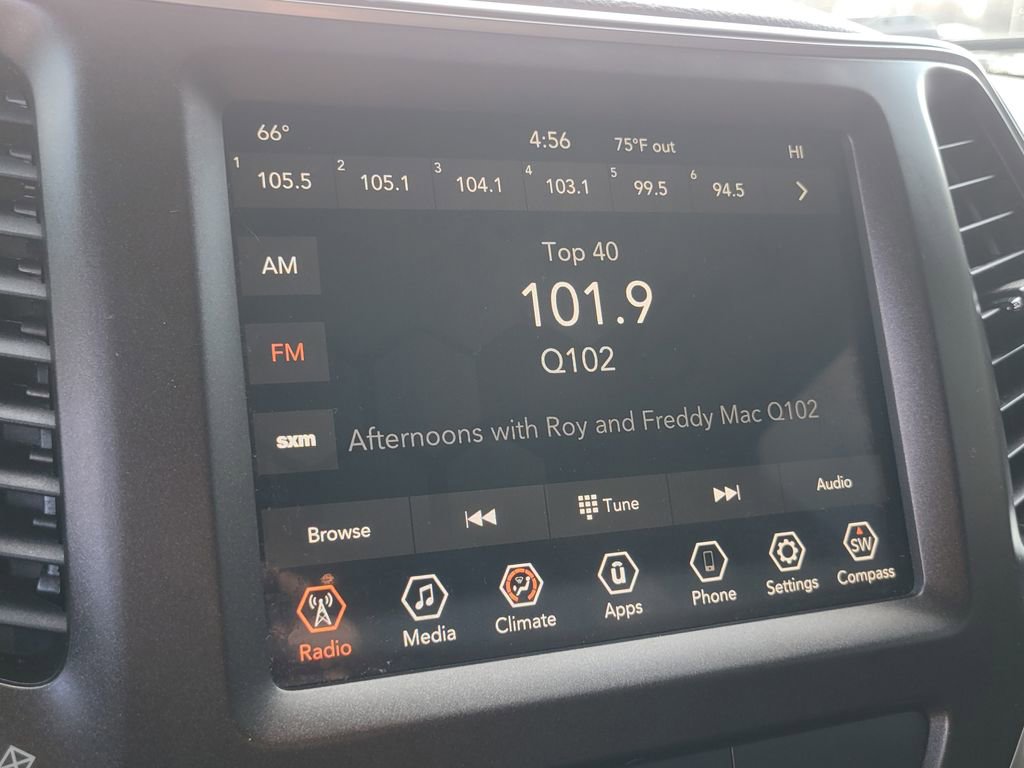 66° 4:56 75°F out HI
1 105.5 2 105.1 3 104.1 4 103.1 5 99.5 6 94.5
AM
Top 40
101.9
FM
Q102
sxm
Afternoons with Roy and Freddy Mac Q102
Browse Tune Audio
ū SW
Radio Media Climate Apps Phone Settings Compass